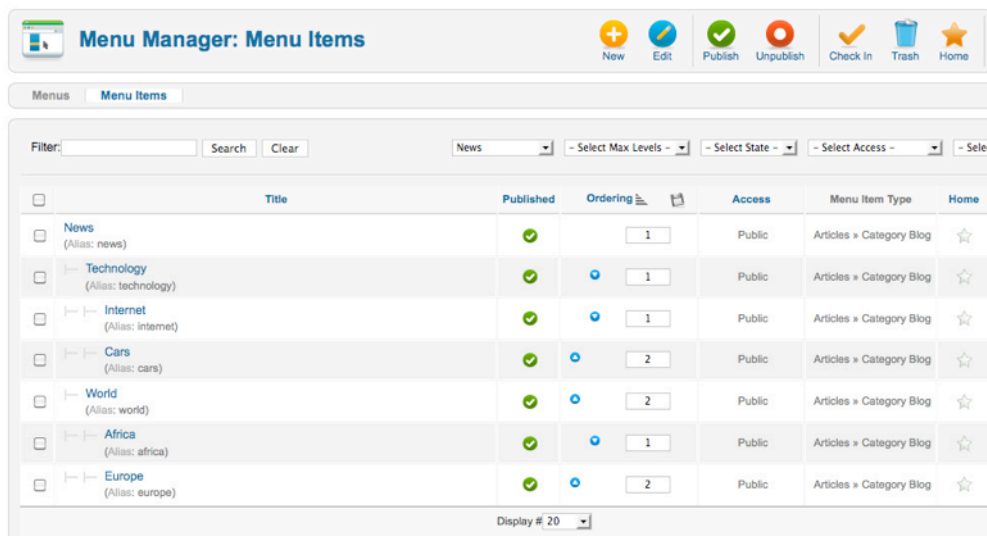 Menu Manager: Menu Items
New Edit Publish Unpublish Check In Trash Home
Menus Menu Items
Filter: Search Clear News - Select Max Levels - - Select State - - Select Access - - Sele
Title Published Ordering Access Menu Item Type Home
News
(Alias: news)
1 Public Articles » Category Blog
Technology
(Alias: technology)
1 Public Articles » Category Blog
Internet
(Alias: internet)
1 Public Articles » Category Blog
Cars
(Alias: cars)
2 Public Articles » Category Blog
World
(Alias: world)
2 Public Articles » Category Blog
Africa
(Alias: africa)
1 Public Articles » Category Blog
Europe
(Alias: europe)
2 Public Articles » Category Blog
Display # 20